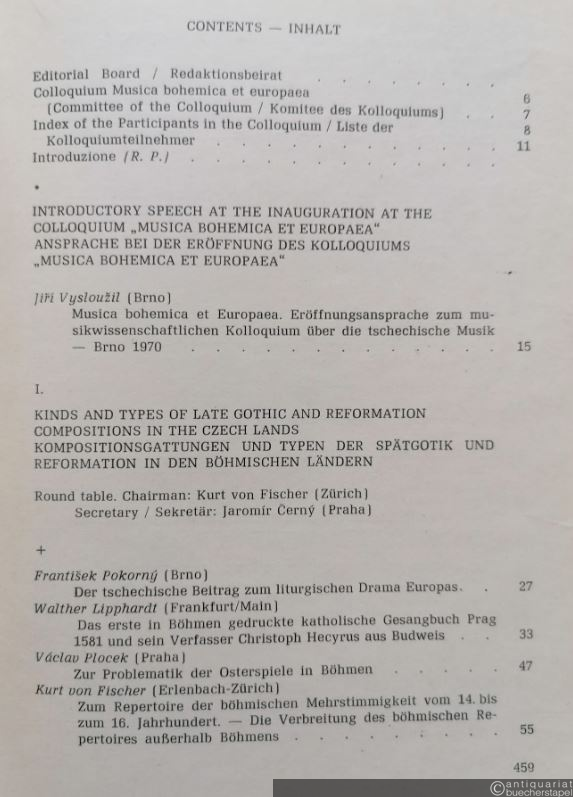 CONTENTS — INHALT
Editorial Board / Redaktionsbeirat . . . . . . .
Colloquium Musica bohemica et europaea
(Committee of the Colloquium / Komitee des Kolloquiums) . . 6
Index of the Participants in the Colloquium / Liste der 7
Kolloquiumteilnehmer . . . . . . . . . . . 8
Introduzione (R. P.) . . . . . . . . . . . . 11
*
INTRODUCTORY SPEECH AT THE INAUGURATION AT THE
COLLOQUIUM „MUSICA BOHEMICA ET EUROPAEA“
ANSPRACHE BEI DER ERÖFFNUNG DES KOLLOQUIUMS
„MUSICA BOHEMICA ET EUROPAEA“
Jiří Vysloužil (Brno)
Musica bohemica et Europaea. Eröffnungsansprache zum mu-
sikwissenschaftlichen Kolloquium über die tschechische Musik
— Brno 1970 . . . . . . . . . . . 15
I.
KINDS AND TYPES OF LATE GOTHIC AND REFORMATION
COMPOSITIONS IN THE CZECH LANDS
KOMPOSITIONSGATTUNGEN UND TYPEN DER SPÄTGOTIK UND
REFORMATION IN DEN BÖHMISCHEN LÄNDERN
Round table. Chairman: Kurt von Fischer (Zürich)
Secretary / Sekretär: Jaromír Černý (Praha)
+
František Pokorný (Brno)
Der tschechische Beitrag zum liturgischen Drama Europas. . 27
Walther Lipphardt (Frankfurt/Main)
Das erste in Böhmen gedruckte katholische Gesangbuch Prag
1581 und sein Verfasser Christoph Hecyrus aus Budweis . . 33
Václav Plocek (Praha)
Zur Problematik der Osterspiele in Böhmen . . . . . 47
Kurt von Fischer (Erlenbach-Zürich)
Zum Repertoire der böhmischen Mehrstimmigkeit vom 14. bis
zum 16. Jahrhundert. — Die Verbreitung des böhmischen Re-
pertoires außerhalb Böhmens . . . . . . . . 55
459
©antiquariat
buecherstapel